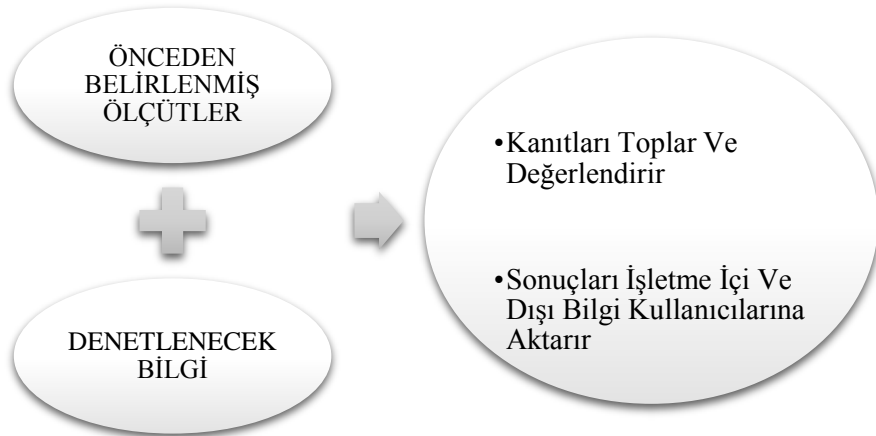 ÖNCEDEN
BELİRLENMİŞ
ÖLÇÜTLER
DENETLENECEK
BİLGİ
•Kanıtları Toplar Ve
Değerlendirir
•Sonuçları İşletme İçi Ve
Dışı Bilgi Kullanıcılarına
Aktarır